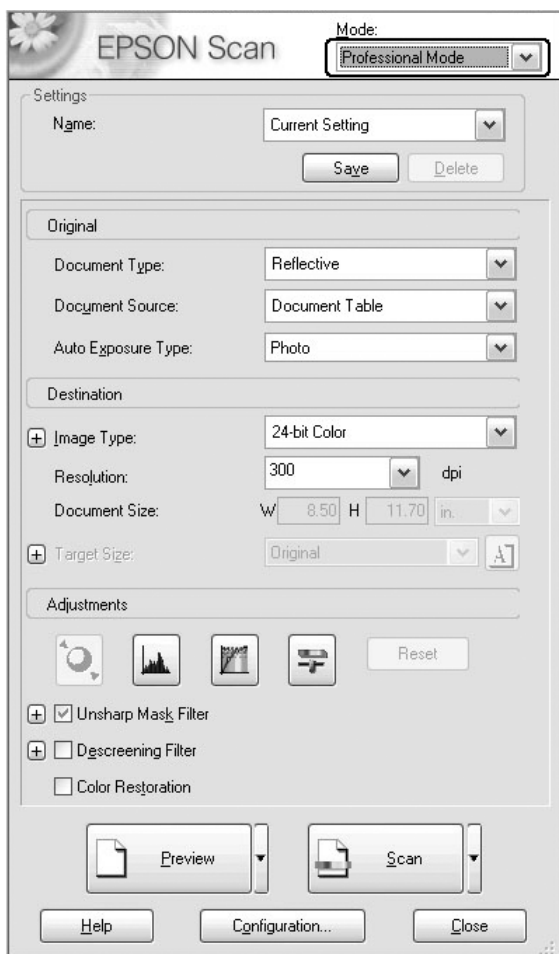 EPSON Scan
Mode:
Professional Mode
Settings
Name:
Current Setting
Save
Delete
Original
Document Type:
Reflective
Document Source:
Document Table
Auto Exposure Type:
Photo
Destination
Image Type:
24-bit Color
Resolution:
300
dpi
Document Size:
W
8.50
H
11.70
in.
Target Size:
Original
A
Adjustments
Reset
Unsharp Mask Filter
Descreening Filter
Color Restoration
Preview
Scan
Help
Configuration...
Close